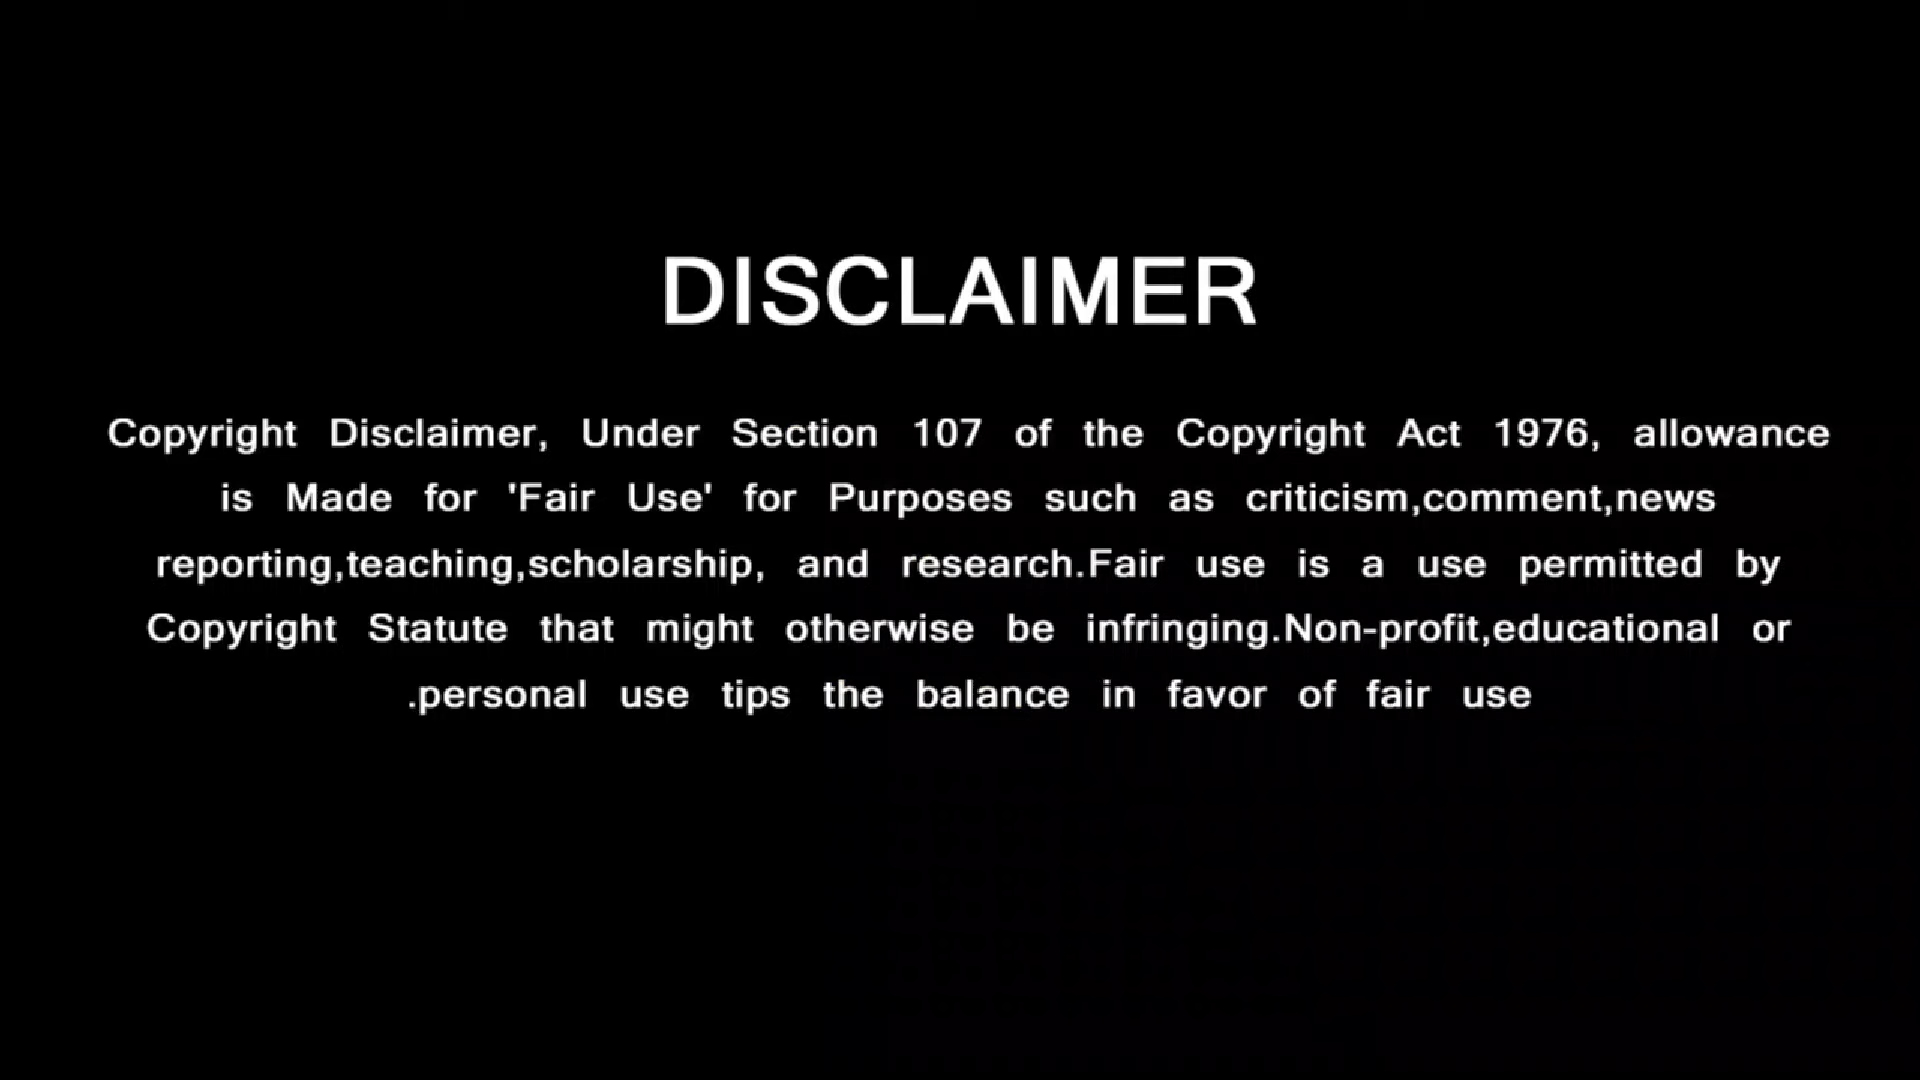 DISCLAIMER
Copyright Disclaimer, Under Section 107 of the Copyright Act 1976, allowance
is Made for 'Fair Use' for Purposes such as criticism,comment,news
reporting,teaching,scholarship, and research.Fair use is a use permitted by
Copyright Statute that might otherwise be infringing.Non-profit,educational or
.personal use tips the balance in favor of fair use